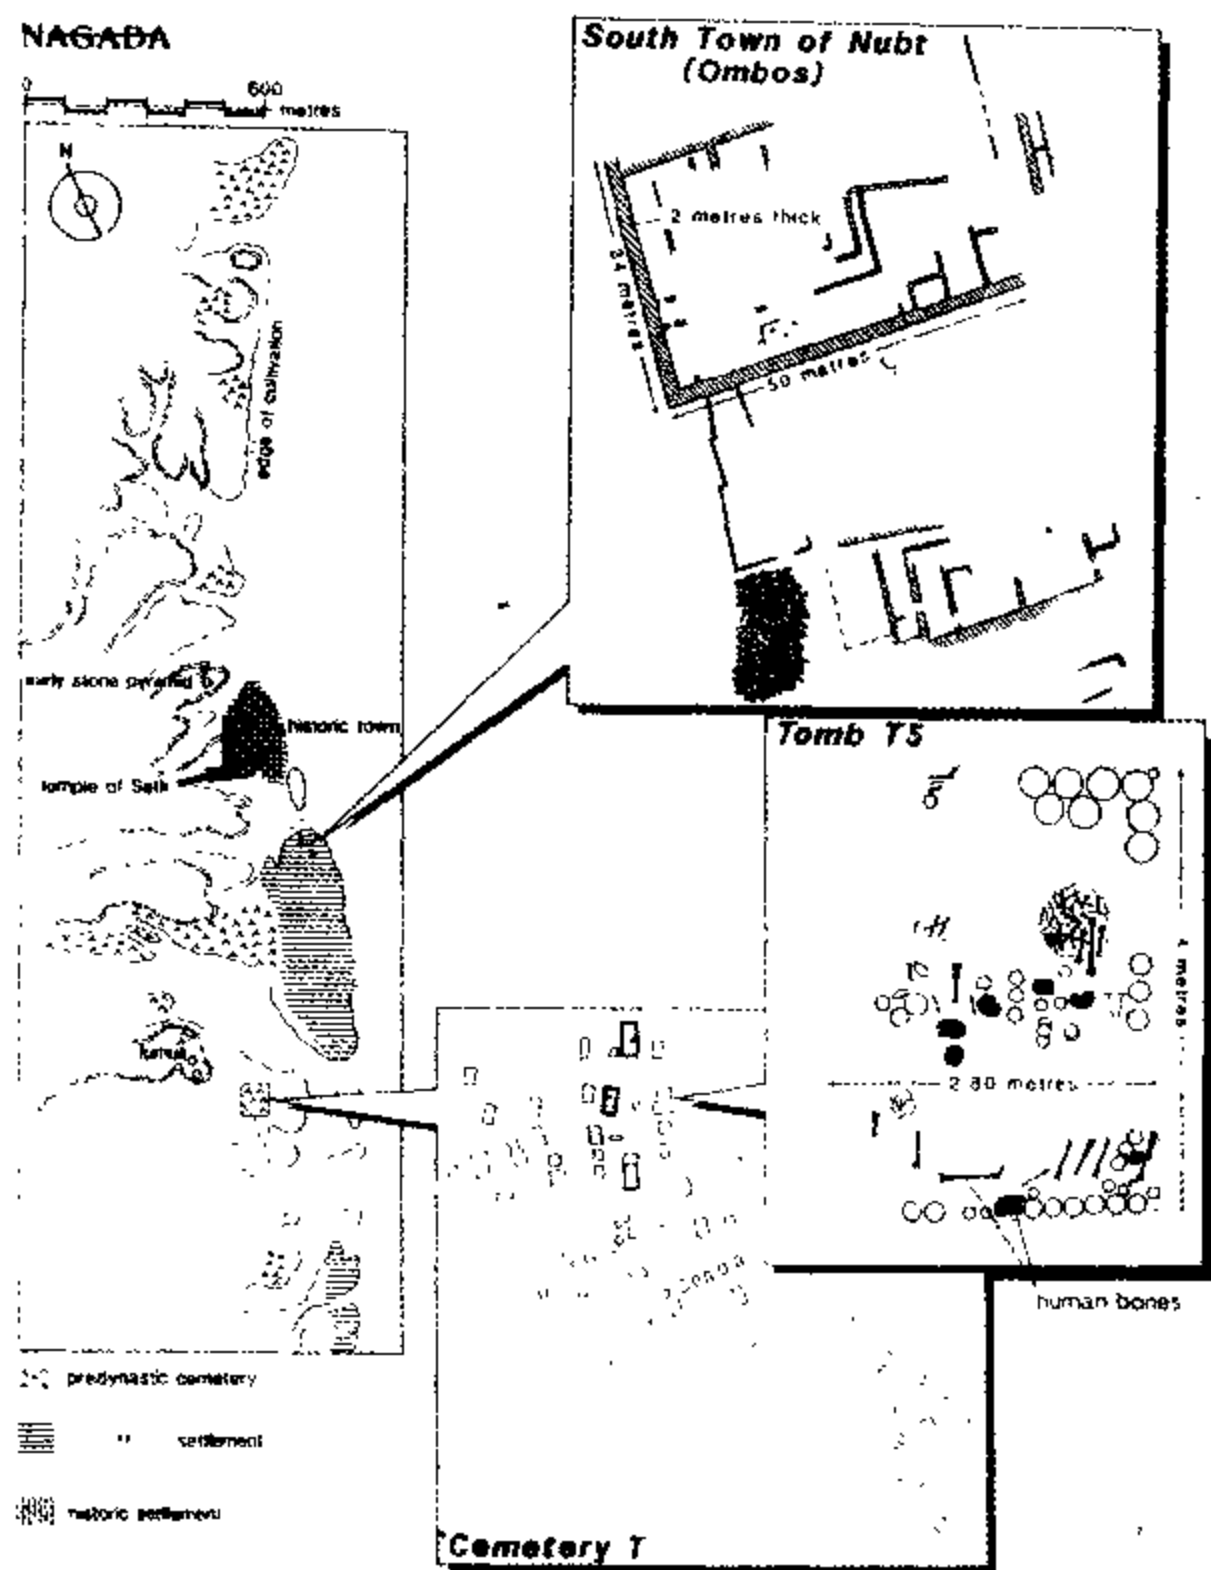 NAGADA
0 600
metres
N
edge of cultivation
early stone pyramid
historic town
temple of Seth
predynastic cemetery
" settlement
historic settlement
South Town of Nubt
(Ombos)
2 metres thick
34 metres
50 metres
Tomb T5
4 metres
2·80 metres
human bones
Cemetery T